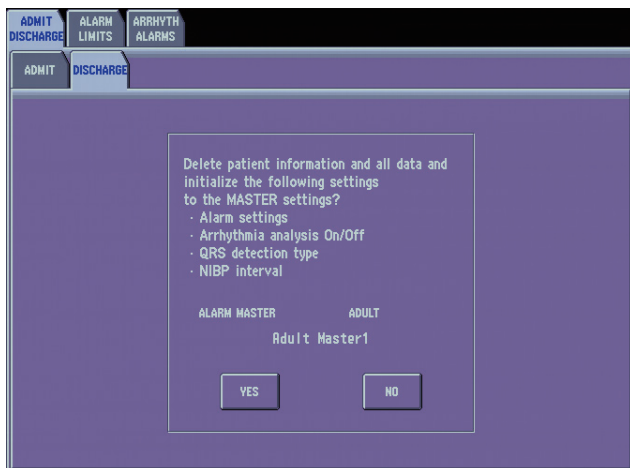 ADMIT DISCHARGE
ALARM LIMITS
ARRHYTH ALARMS
ADMIT
DISCHARGE
Delete patient information and all data and
initialize the following settings
to the MASTER settings?
· Alarm settings
· Arrhythmia analysis On/Off
· QRS detection type
· NIBP interval
ALARM MASTER ADULT
Adult Master1
YES NO